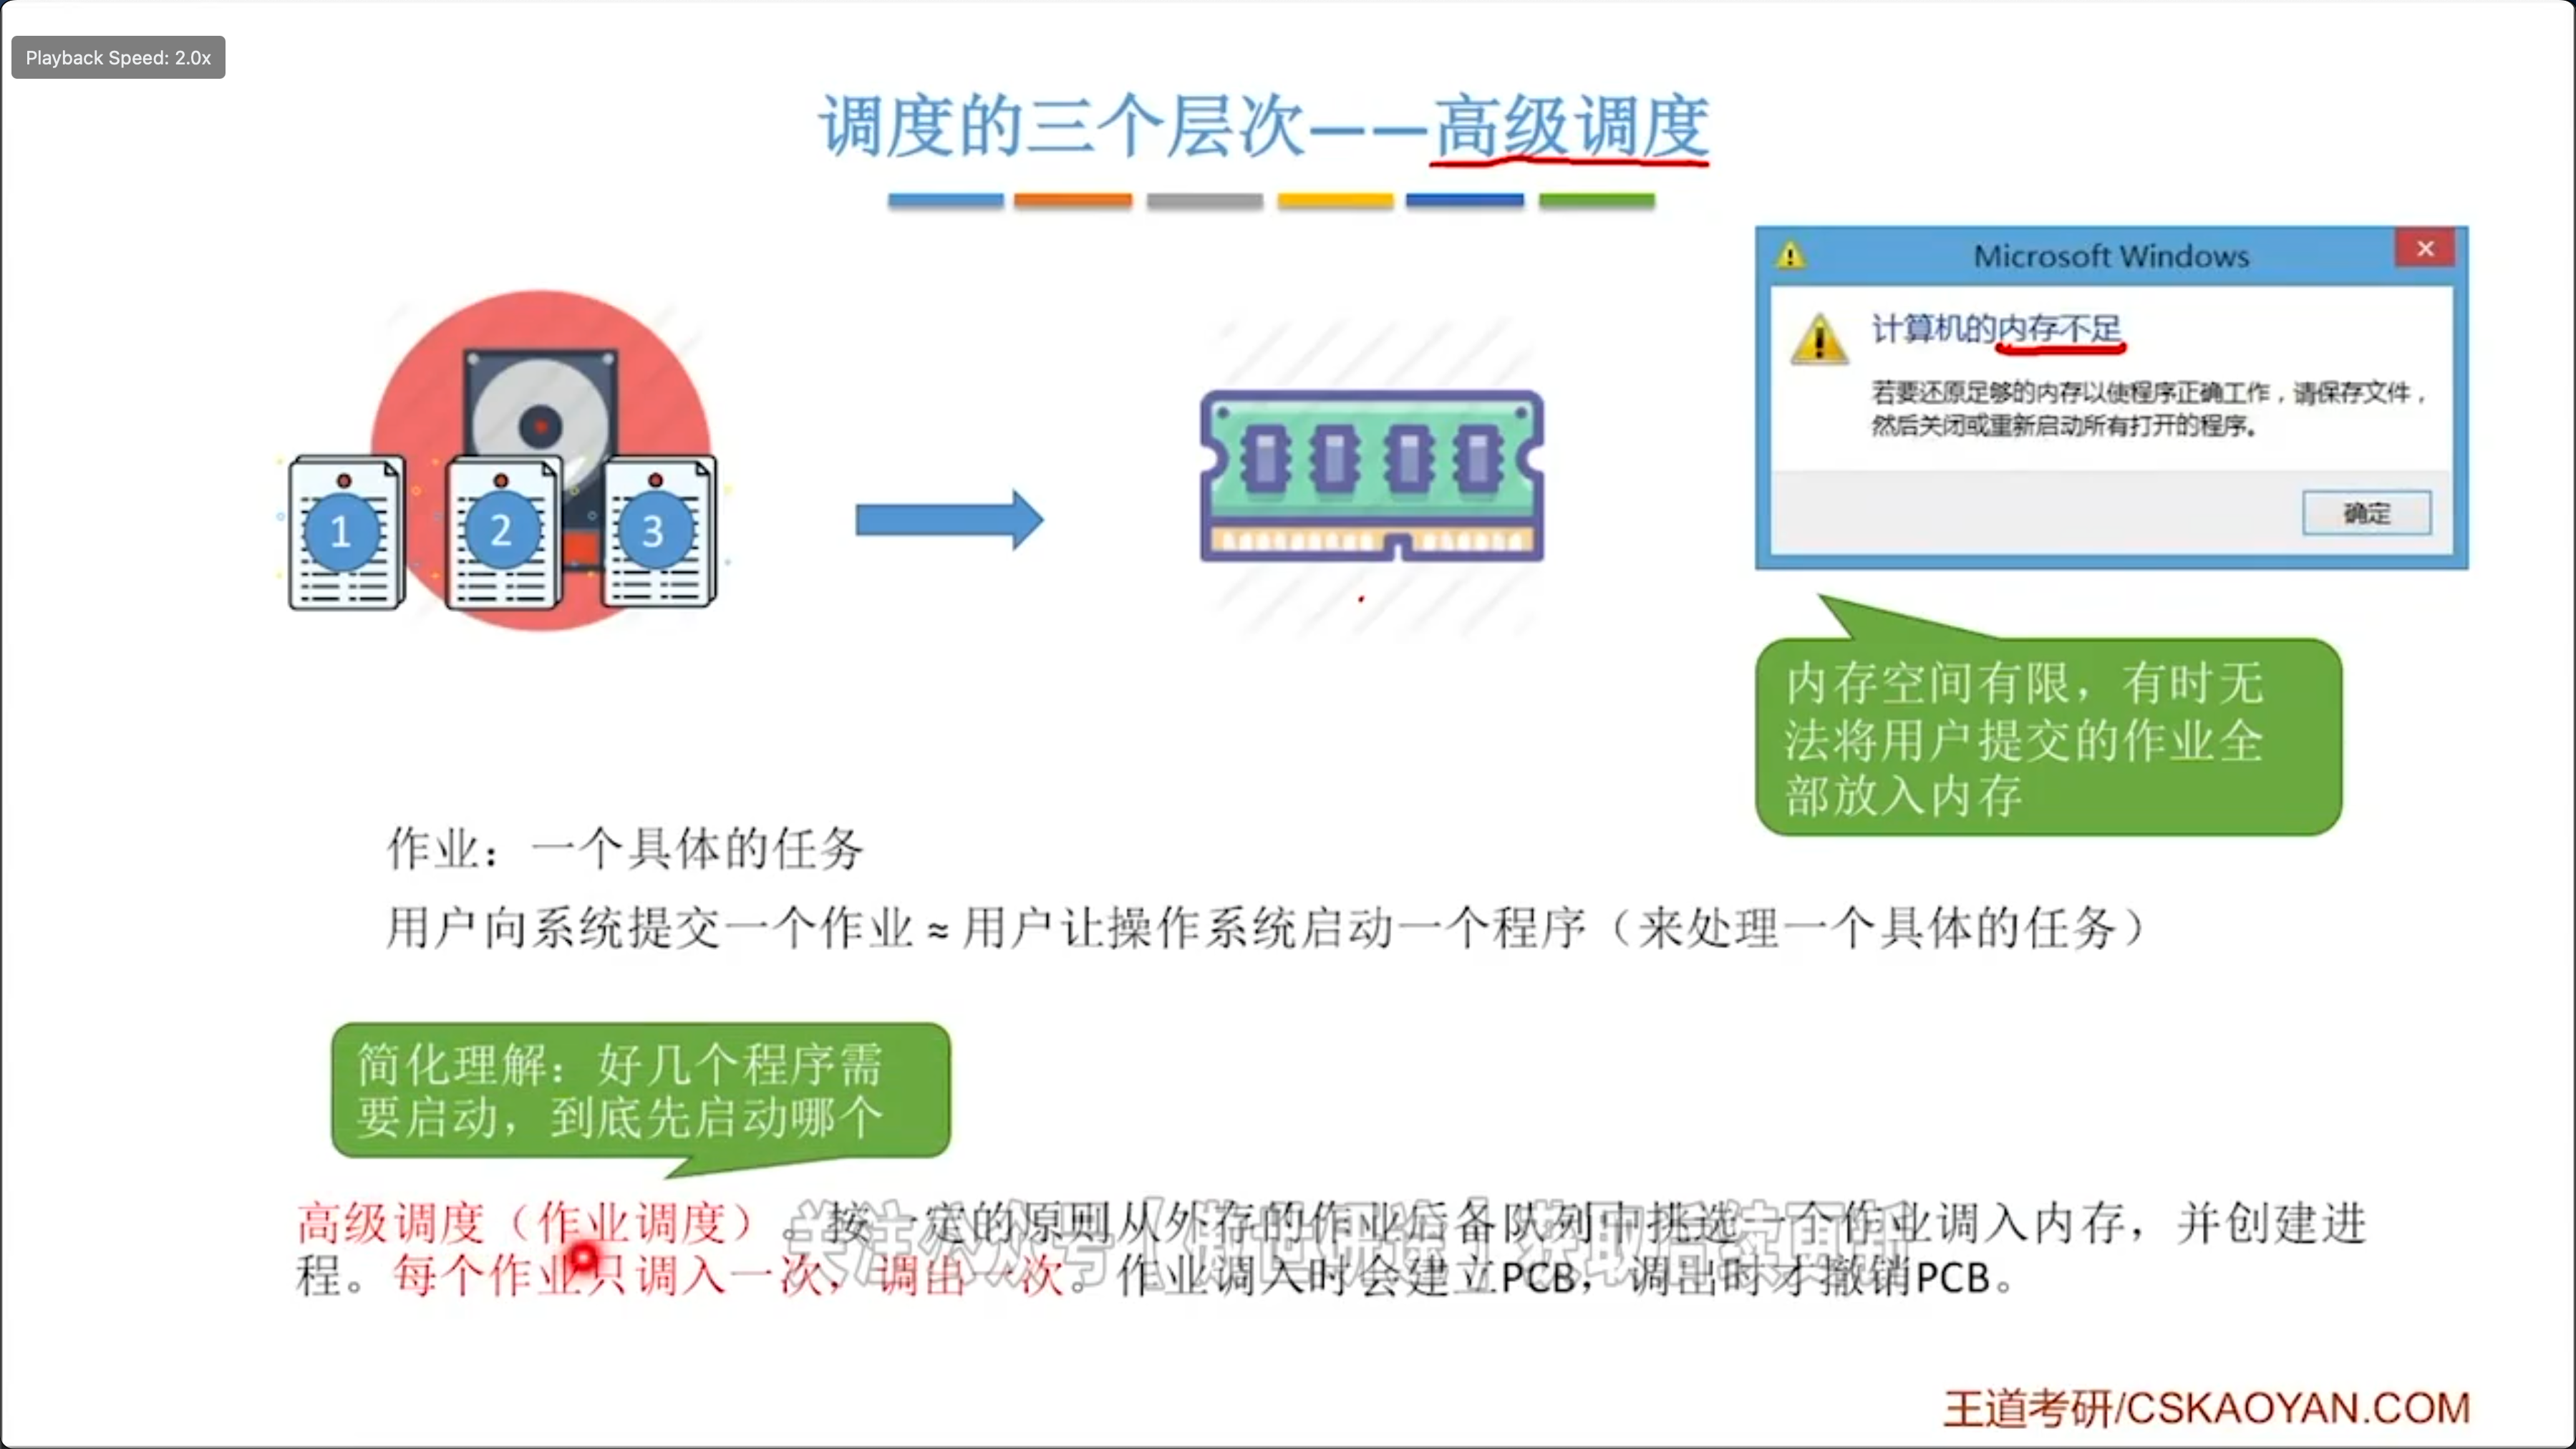 Playback Speed: 2.0x
调度的三个层次——高级调度
Microsoft Windows
计算机的内存不足
若要还原足够的内存以使程序正确工作，请保存文件，
然后关闭或重新启动所有打开的程序。
确定
1
2
3
内存空间有限，有时无
法将用户提交的作业全
部放入内存
作业：一个具体的任务
用户向系统提交一个作业 ≈ 用户让操作系统启动一个程序（来处理一个具体的任务）
简化理解：好几个程序需
要启动，到底先启动哪个
高级调度（作业调度）。按一定的原则从外存的作业后备队列中挑选一个作业调入内存，并创建进
程。每个作业只调入一次，调出一次。作业调入时会建立PCB，调出时才撤销PCB。
王道考研/CSKAOYAN.COM